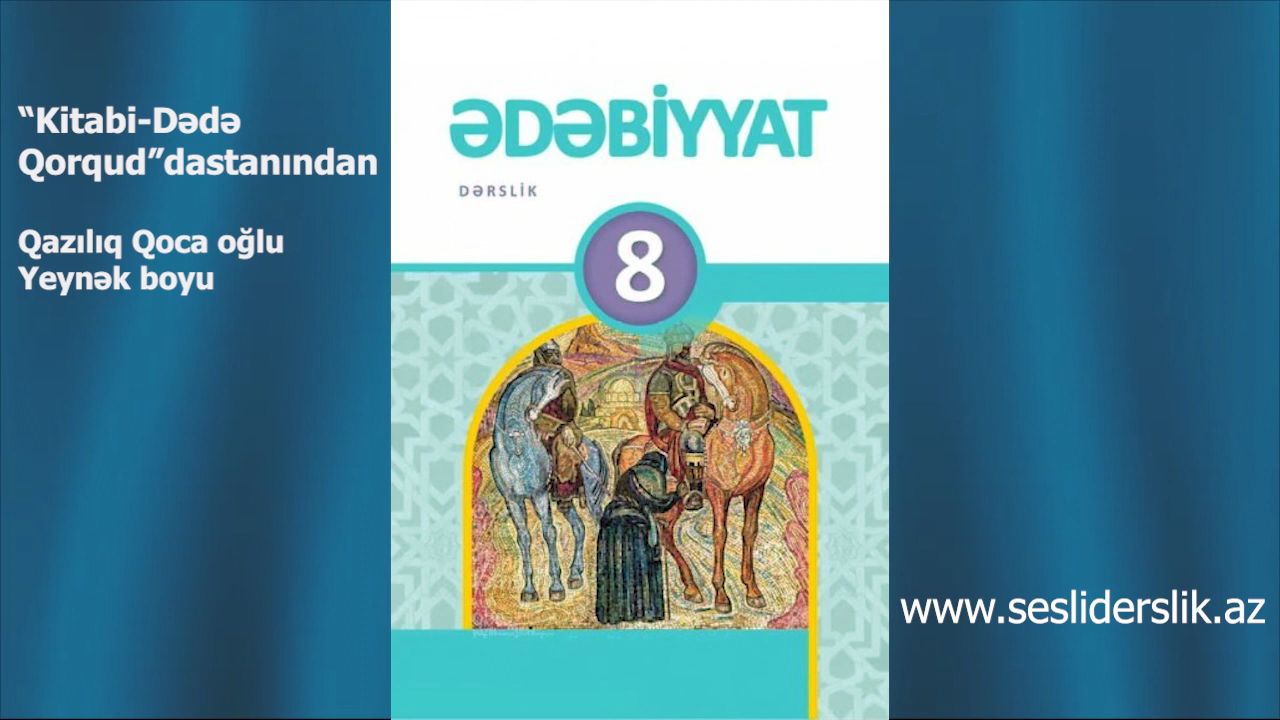 “Kitabi-Dədə
Qorqud”dastanından
Qazılıq Qoca oğlu
Yeynək boyu
ƏDƏBİYYAT
DƏRSLİK
8
www.sesliderslik.az